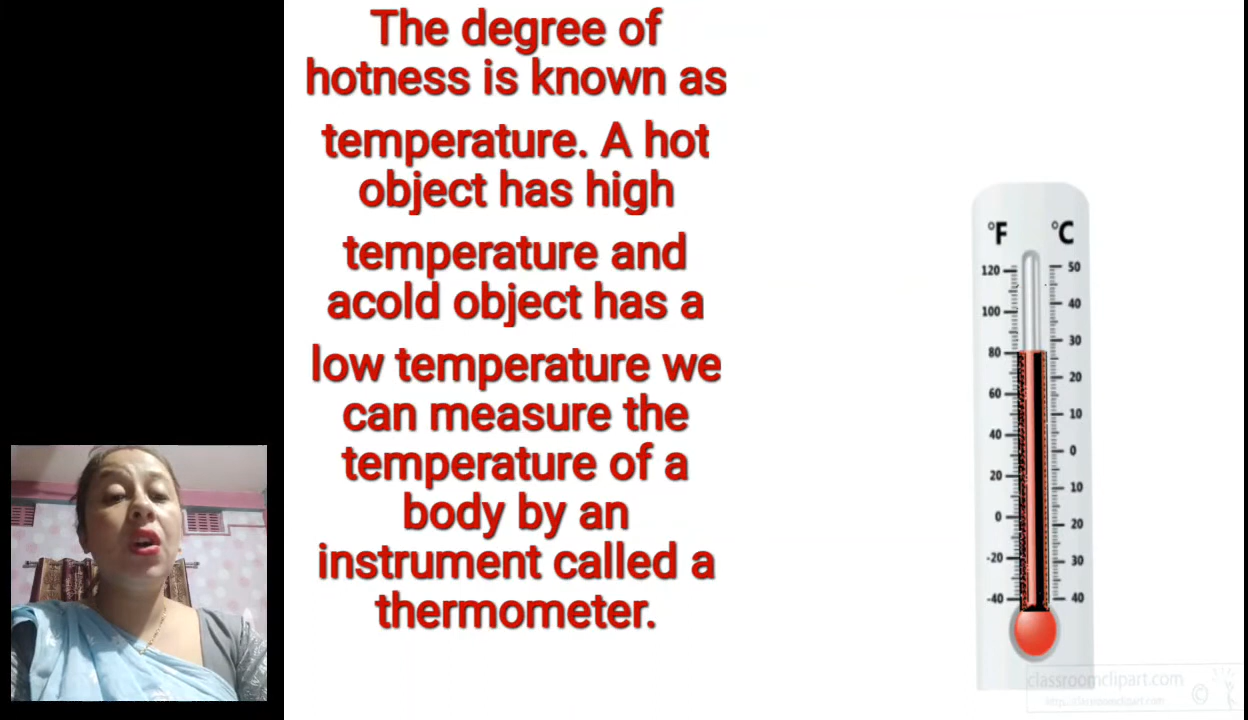 The degree of
hotness is known as
temperature. A hot
object has high
temperature and
acold object has a
low temperature we
can measure the
temperature of a
body by an
instrument called a
thermometer.
°F °C
120 50
100 40
80 30
60 20
40 10
20 0
0 10
-20 20
-40 30
40
classroomclipart.com
©